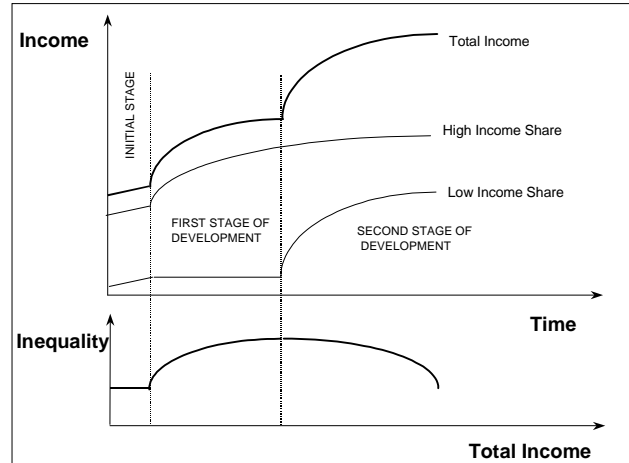 Income
Total Income
INITIAL STAGE
High Income Share
Low Income Share
FIRST STAGE OF
DEVELOPMENT
SECOND STAGE OF
DEVELOPMENT
Time
Inequality
Total Income